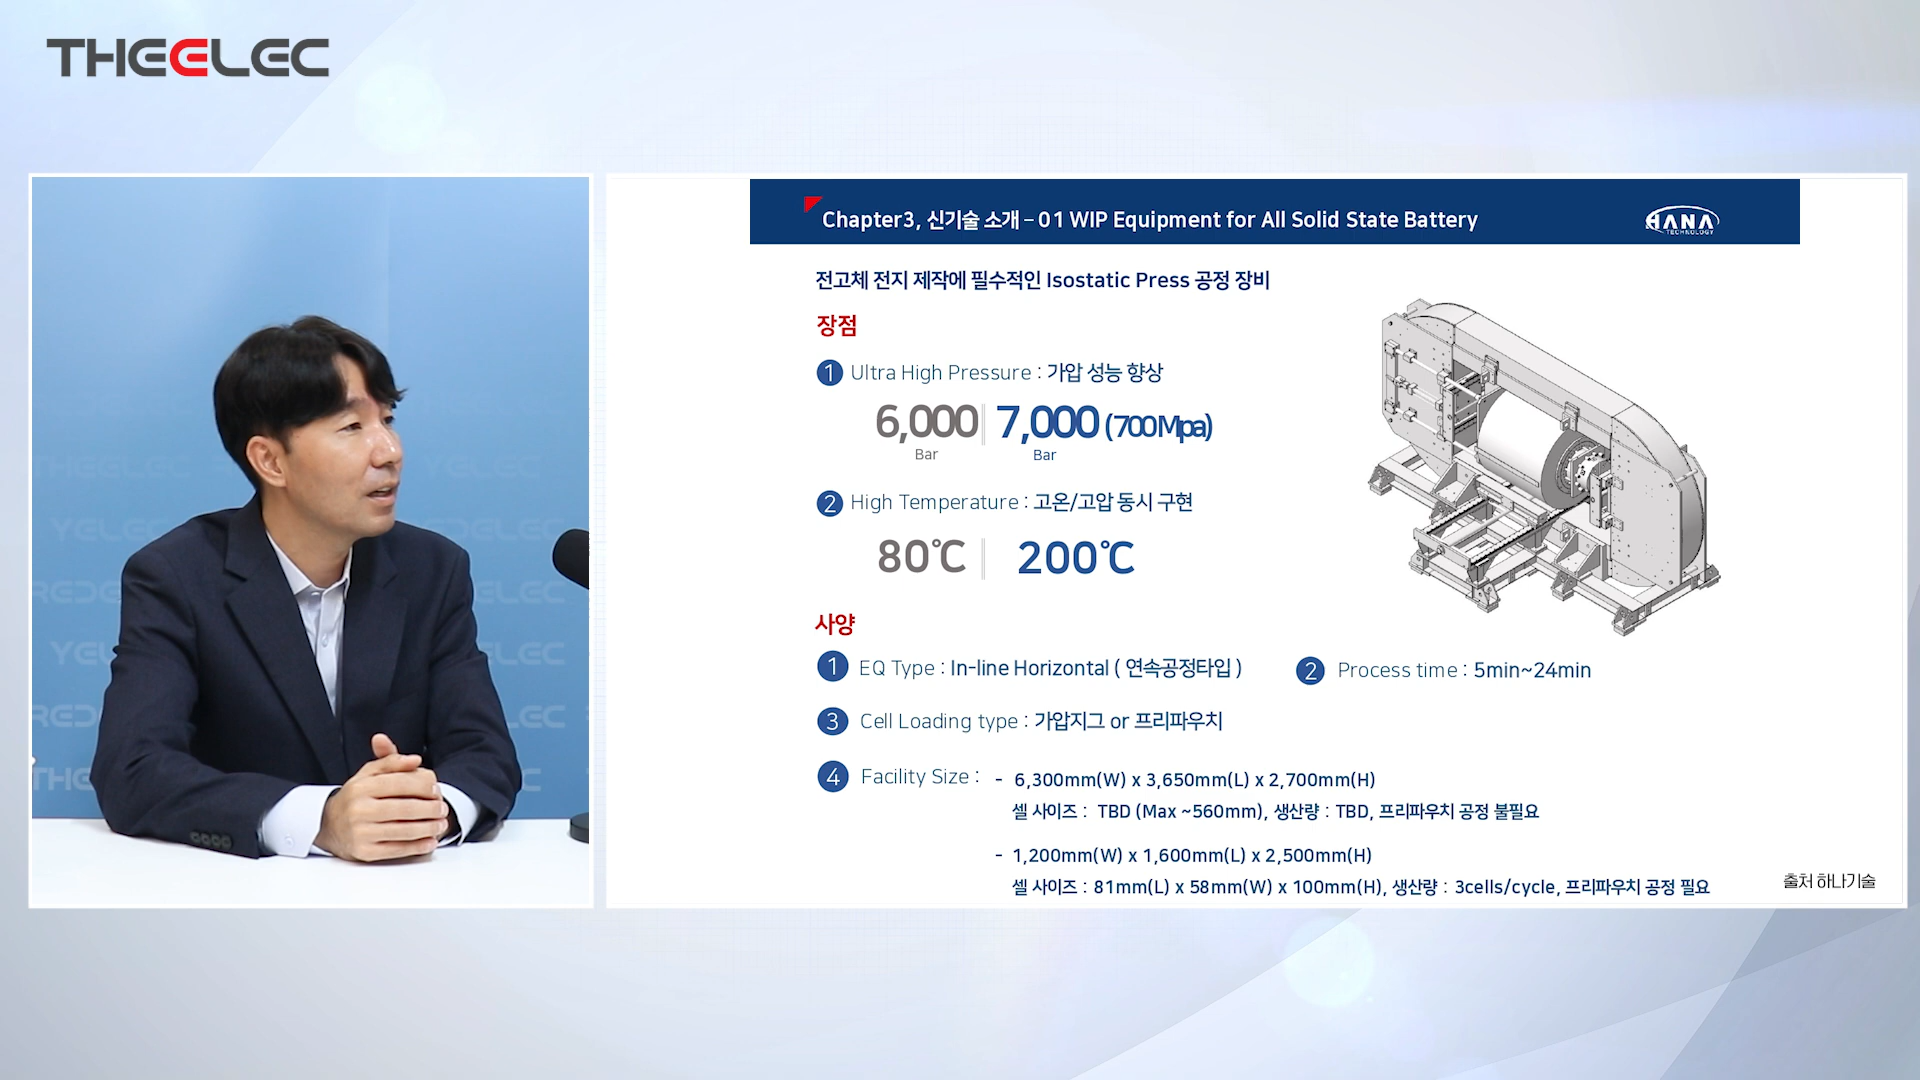 THEELEC
Chapter3, 신기술 소개 – 01 WIP Equipment for All Solid State Battery
HANA
TECHNOLOGY
전고체 전지 제작에 필수적인 Isostatic Press 공정 장비
장점
1 Ultra High Pressure : 가압 성능 향상
6,000 7,000 (700Mpa)
Bar Bar
2 High Temperature : 고온/고압 동시 구현
80℃ 200℃
사양
1 EQ Type : In-line Horizontal ( 연속공정타입 )
2 Process time : 5min~24min
3 Cell Loading type : 가압지그 or 프리파우치
4 Facility Size : - 6,300mm(W) x 3,650mm(L) x 2,700mm(H)
셀 사이즈 : TBD (Max ~560mm), 생산량 : TBD, 프리파우치 공정 불필요
- 1,200mm(W) x 1,600mm(L) x 2,500mm(H)
셀 사이즈 : 81mm(L) x 58mm(W) x 100mm(H), 생산량 : 3cells/cycle, 프리파우치 공정 필요
출처 하나기술